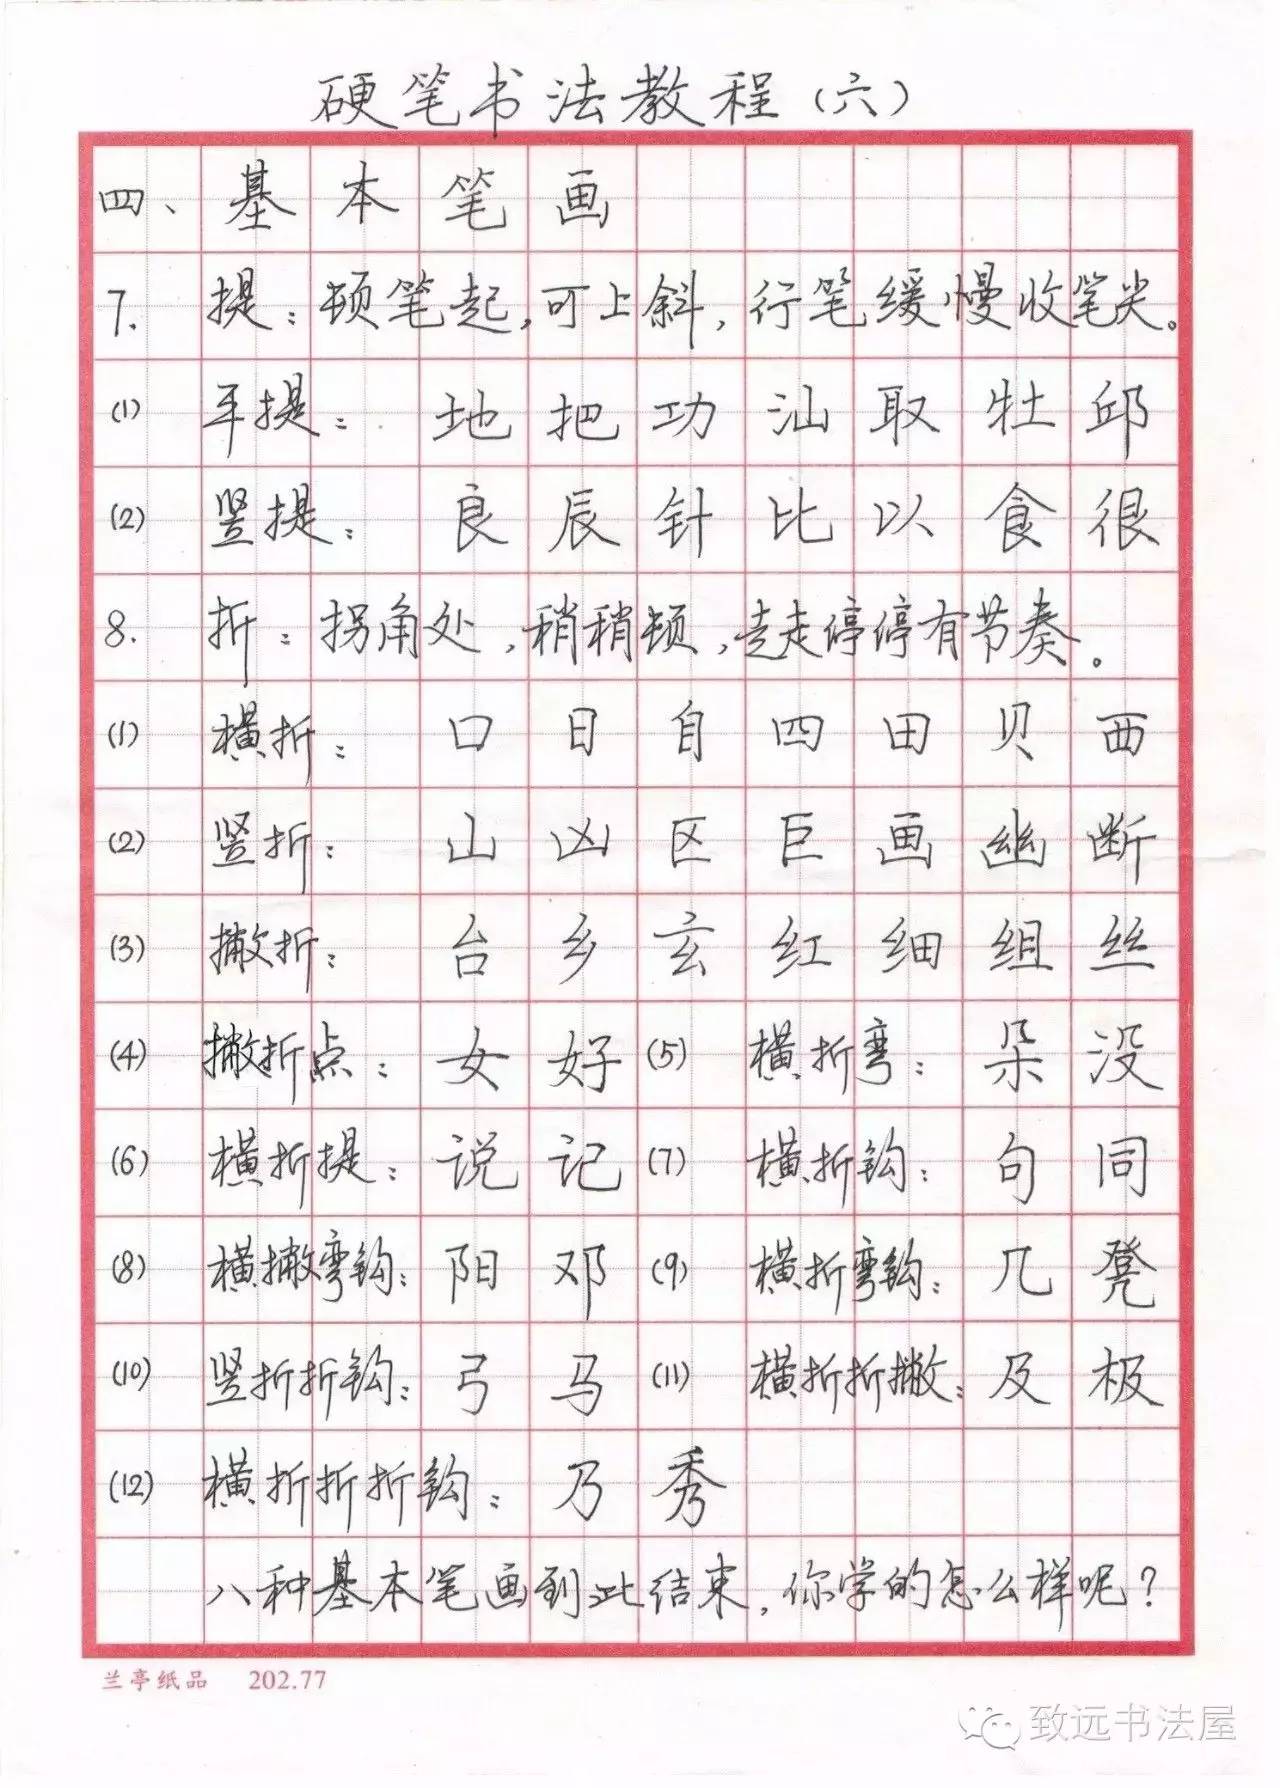 硬笔书法教程（六）
四、基本笔画
7. 提：顿笔起，可上斜，行笔缓慢收笔尖。
(1) 平提：地把功汕取牡邱
(2) 竖提：良辰针比以食很
8. 折：拐角处，稍稍顿，走走停停有节奏。
(1) 横折：口日自四田贝西
(2) 竖折：山凶区巨画幽断
(3) 撇折：台乡玄红细组丝
(4) 撇折点：女好 (5) 横折弯：朵没
(6) 横折提：说记 (7) 横折钩：句同
(8) 横撇弯钩：阳邓 (9) 横折弯钩：几凳
(10) 竖折折钩：弓马 (11) 横折折撇：及极
(12) 横折折折钩：乃秀
八种基本笔画到此结束，你学的怎么样呢？
兰亭纸品 202.77
致远书法屋